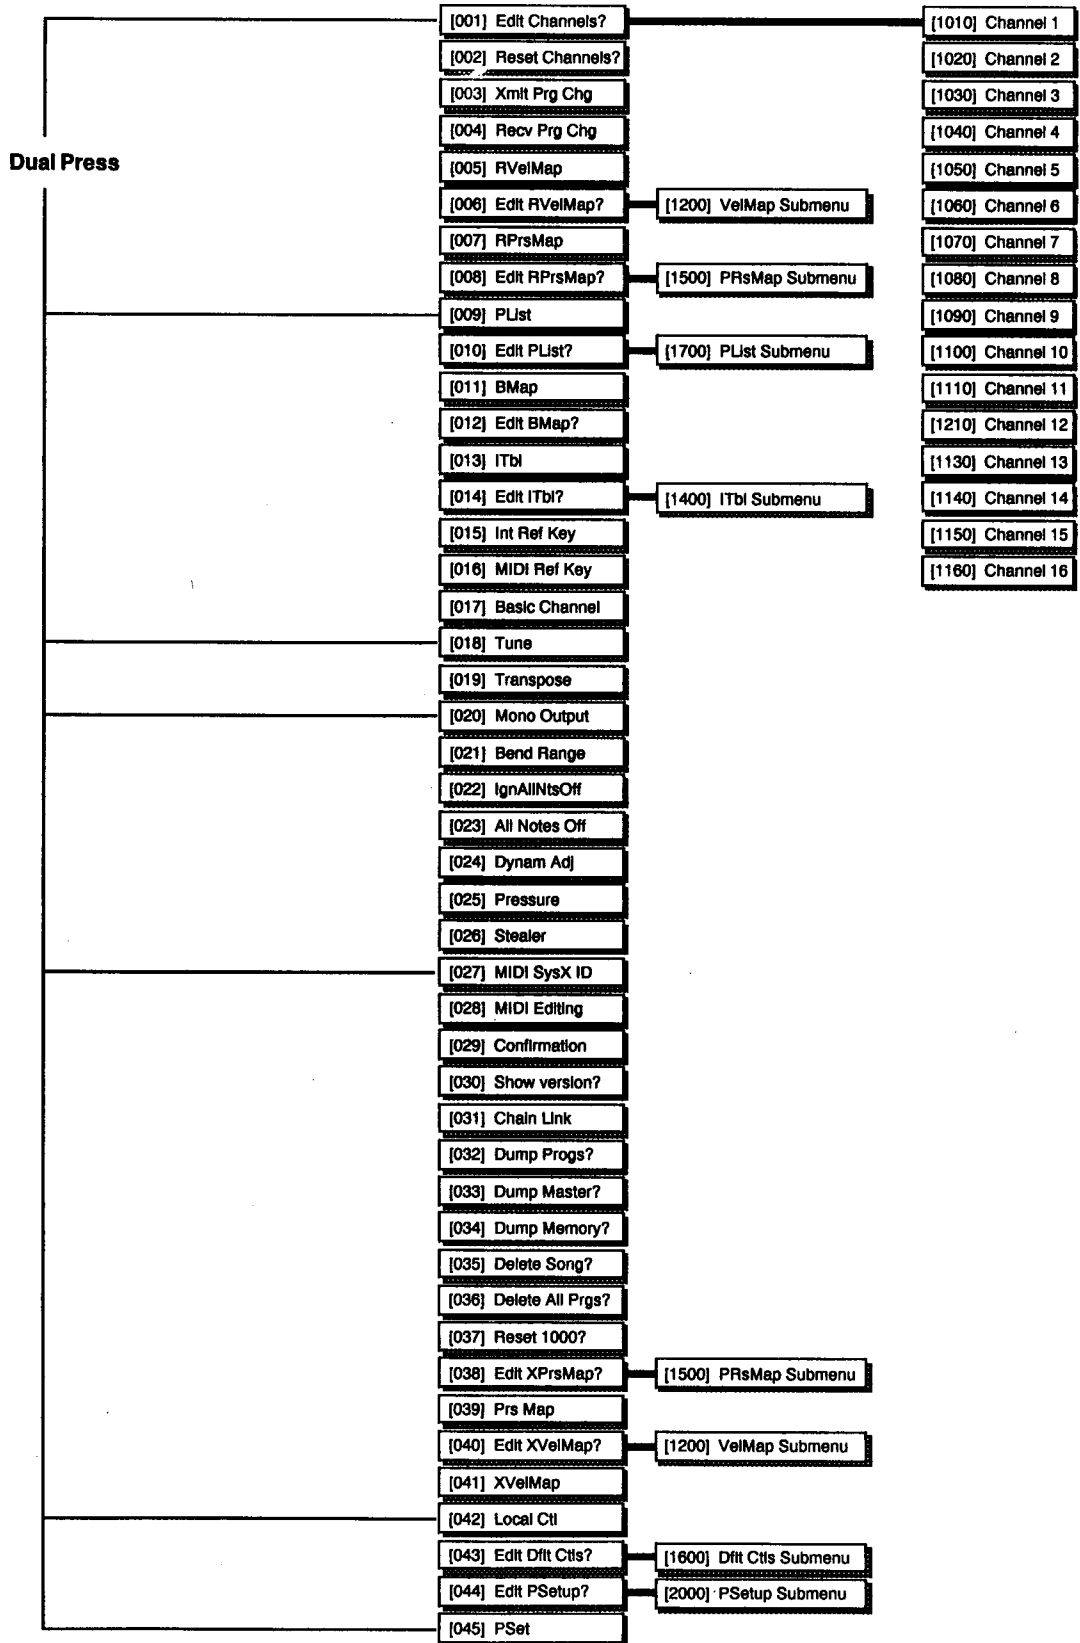 [001] Edit Channels?
[1010] Channel 1
[002] Reset Channels?
[1020] Channel 2
[003] Xmit Prg Chg
[1030] Channel 3
[004] Recv Prg Chg
[1040] Channel 4
Dual Press
[005] RVelMap
[1050] Channel 5
[006] Edit RVelMap?
[1200] VelMap Submenu
[1060] Channel 6
[007] RPrsMap
[1070] Channel 7
[008] Edit RPrsMap?
[1500] PRsMap Submenu
[1080] Channel 8
[009] PList
[1090] Channel 9
[010] Edit PList?
[1700] PList Submenu
[1100] Channel 10
[011] BMap
[1110] Channel 11
[012] Edit BMap?
[1210] Channel 12
[013] ITbl
[1130] Channel 13
[014] Edit ITbl?
[1400] ITbl Submenu
[1140] Channel 14
[015] Int Ref Key
[1150] Channel 15
[016] MIDI Ref Key
[1160] Channel 16
[017] Basic Channel
[018] Tune
[019] Transpose
[020] Mono Output
[021] Bend Range
[022] IgnAllNtsOff
[023] All Notes Off
[024] Dynam Adj
[025] Pressure
[026] Stealer
[027] MIDI SysX ID
[028] MIDI Editing
[029] Confirmation
[030] Show version?
[031] Chain Link
[032] Dump Progs?
[033] Dump Master?
[034] Dump Memory?
[035] Delete Song?
[036] Delete All Prgs?
[037] Reset 1000?
[038] Edit XPrsMap?
[1500] PRsMap Submenu
[039] Prs Map
[040] Edit XVelMap?
[1200] VelMap Submenu
[041] XVelMap
[042] Local Ctl
[043] Edit Dflt Ctls?
[1600] Dflt Ctls Submenu
[044] Edit PSetup?
[2000] PSetup Submenu
[045] PSet